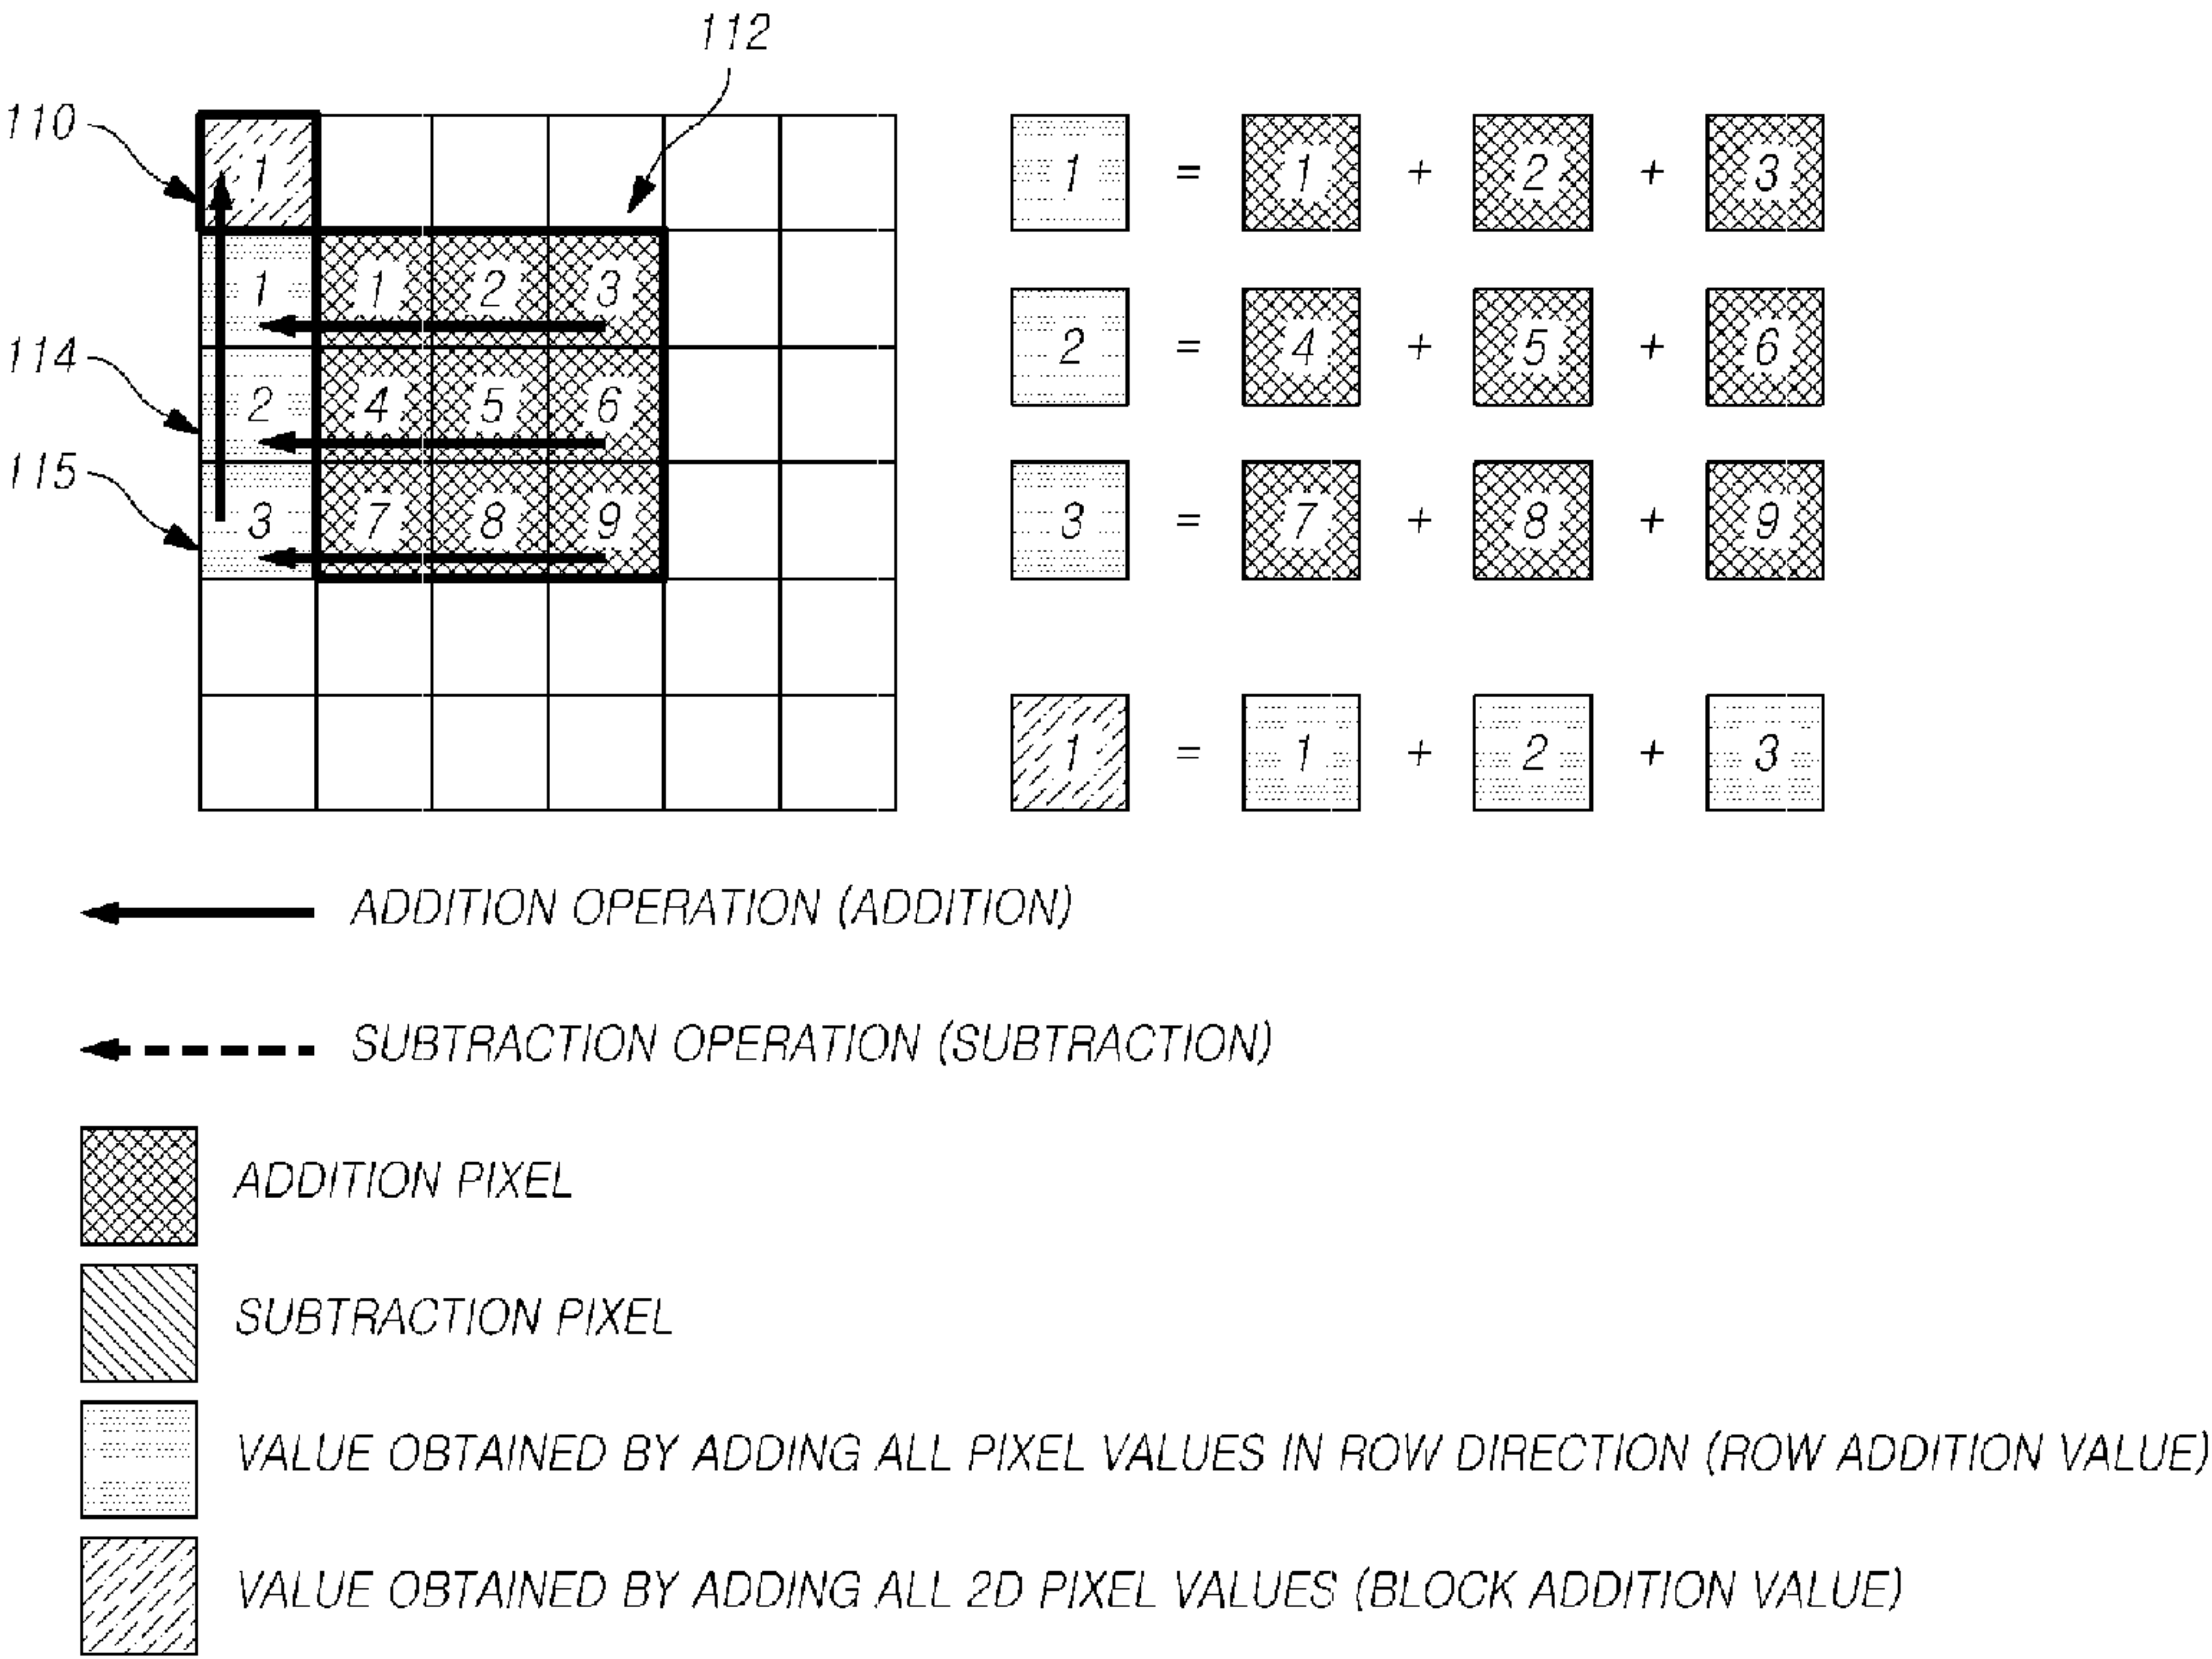 112
110
1
1 = 1 + 2 + 3
1 1 2 3
114
2 4 5 6
2 = 4 + 5 + 6
115
3 7 8 9
3 = 7 + 8 + 9
1 = 1 + 2 + 3
ADDITION OPERATION (ADDITION)
SUBTRACTION OPERATION (SUBTRACTION)
ADDITION PIXEL
SUBTRACTION PIXEL
VALUE OBTAINED BY ADDING ALL PIXEL VALUES IN ROW DIRECTION (ROW ADDITION VALUE)
VALUE OBTAINED BY ADDING ALL 2D PIXEL VALUES (BLOCK ADDITION VALUE)